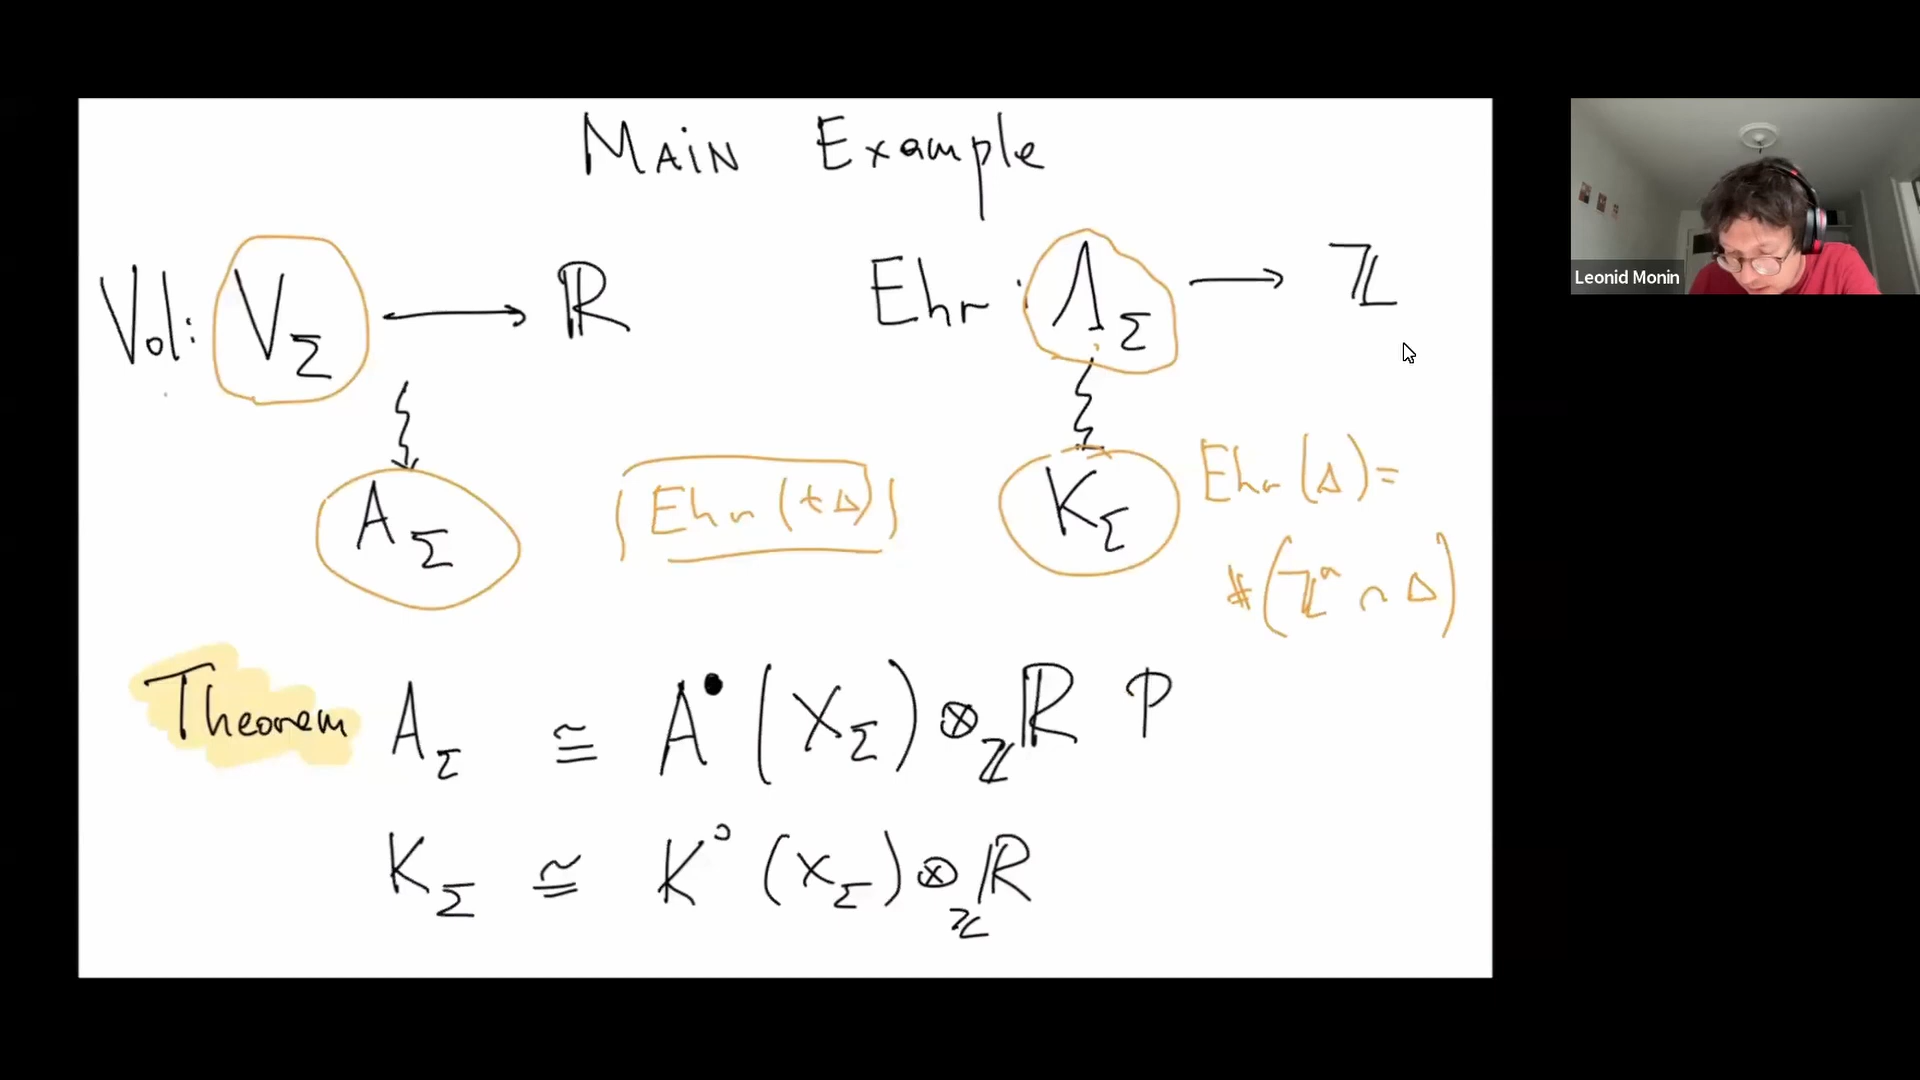 Main Example
Vol: V_Σ ⟷ ℝ
Ehr : Λ_Σ ⟶ ℤ
A_Σ
(Ehr(tΔ))
K_Σ
Ehr(Δ)=
#(ℤⁿ ∩ Δ)
Theorem A_Σ ≅ A^•(X_Σ) ⊗_ℤ ℝ P
K_Σ ≅ K°(X_Σ) ⊗_ℤ ℝ
Leonid Monin